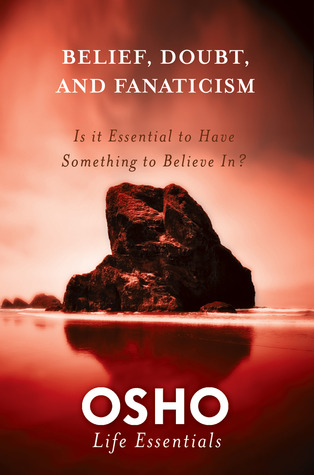 BELIEF, DOUBT,
AND FANATICISM
Is it Essential to Have
Something to Believe In?
OSHO
Life Essentials